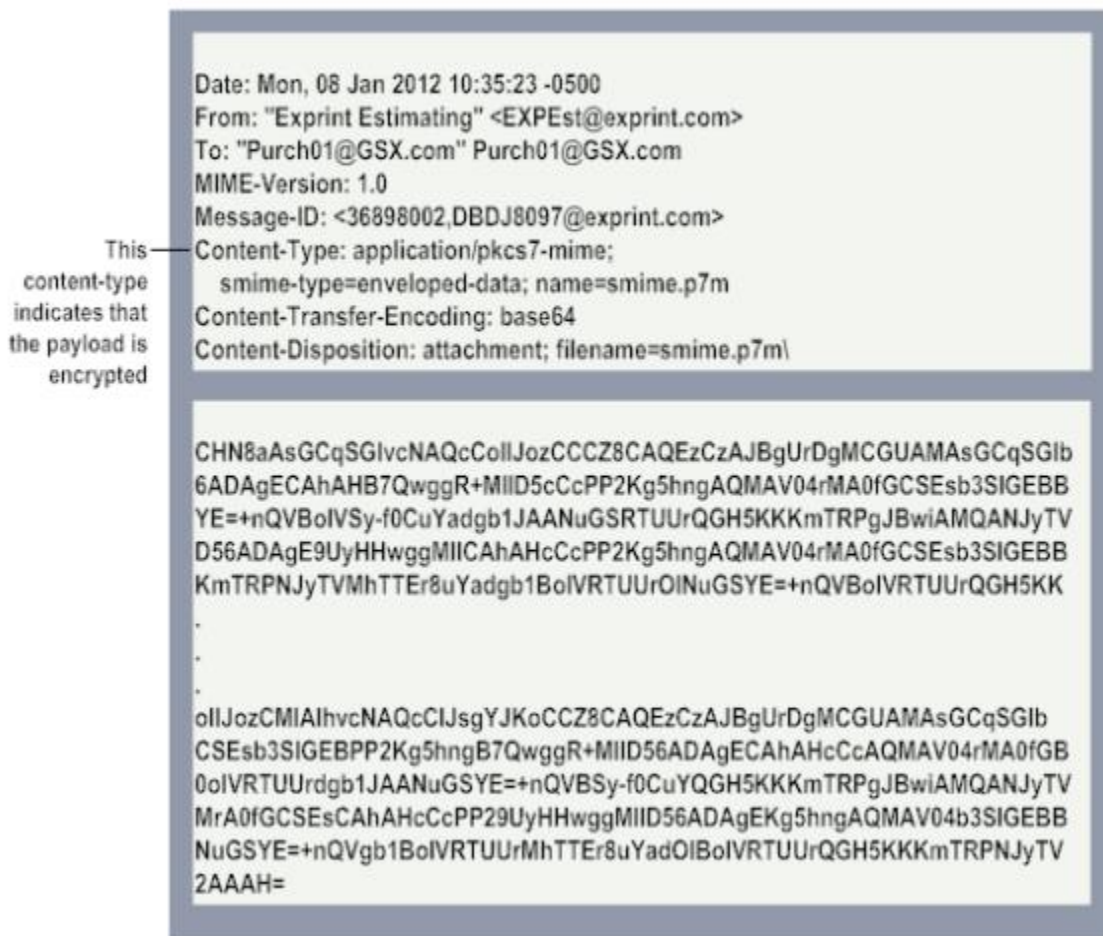 Date: Mon, 08 Jan 2012 10:35:23 -0500
From: "Exprint Estimating" <EXPEst@exprint.com>
To: "Purch01@GSX.com" Purch01@GSX.com
MIME-Version: 1.0
Message-ID: <36898002,DBDJ8097@exprint.com>
This
content-type
indicates that
the payload is
encrypted
Content-Type: application/pkcs7-mime;
smime-type=enveloped-data; name=smime.p7m
Content-Transfer-Encoding: base64
Content-Disposition: attachment; filename=smime.p7m\
CHN8aAsGCqSGIvcNAQcCoIIJozCCCZ8CAQEzCzAJBgUrDgMCGUAMAsGCqSGIb
6ADAgECAhAHB7QwggR+MIID5cCcPP2Kg5hngAQMAV04rMA0fGCSEsb3SIGEBB
YE=+nQVBoIVSy-f0CuYadgb1JAANuGSRTUUrQGH5KKKmTRPgJBwiAMQANJyTV
D56ADAgE9UyHHwggMIICAhAHcCcPP2Kg5hngAQMAV04rMA0fGCSEsb3SIGEBB
KmTRPNJyTVMhTTEr8uYadgb1BoIVRTUUrOINuGSYE=+nQVBoIVRTUUrQGH5KK
.
.
.
oIIJozCMIAIhvcNAQcCIJsgYJKoCCZ8CAQEzCzAJBgUrDgMCGUAMAsGCqSGIb
CSEsb3SIGEBPP2Kg5hngB7QwggR+MIID56ADAgECAhAHcCcAQMAV04rMA0fGB
0oIVRTUUrdgb1JAANuGSYE=+nQVBSy-f0CuYQGH5KKKmTRPgJBwiAMQANJyTV
MrA0fGCSEsCAhAHcCcPP29UyHHwggMIID56ADAgEKg5hngAQMAV04b3SIGEBB
NuGSYE=+nQVgb1BoIVRTUUrMhTTEr8uYadOIBoIVRTUUrQGH5KKKmTRPNJyTV
2AAAH=